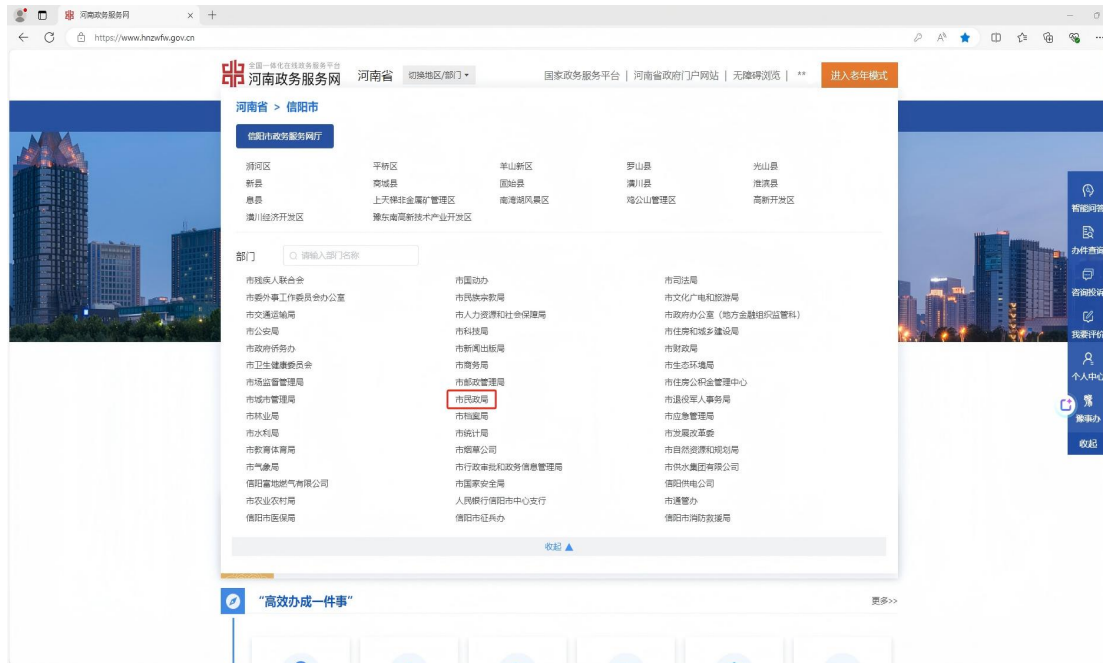 河南政务服务网
https://www.hnzwfw.gov.cn
全国一体化在线政务服务平台
河南政务服务网
河南省 切换地区/部门
国家政务服务平台 | 河南省政府门户网站 | 无障碍浏览 | **
进入老年模式
河南省 > 信阳市
信阳市政务服务网厅
浉河区 平桥区 羊山新区 罗山县 光山县
新县 商城县 固始县 潢川县 淮滨县
息县 上天梯非金属矿管理区 南湾湖风景区 鸡公山管理区 高新开发区
潢川经济开发区 豫东南高新技术产业开发区
部门 请输入部门名称
市残疾人联合会 市国动办 市司法局
市委外事工作委员会办公室 市民族宗教局 市文化广电和旅游局
市交通运输局 市人力资源和社会保障局 市政府办公室（地方金融组织监管科）
市公安局 市科技局 市住房和城乡建设局
市政府侨务办 市新闻出版局 市财政局
市卫生健康委员会 市商务局 市生态环境局
市场监督管理局 市邮政管理局 市住房公积金管理中心
市城市管理局 市民政局 市退役军人事务局
市林业局 市档案局 市应急管理局
市水利局 市统计局 市发展改革委
市教育体育局 市烟草公司 市自然资源和规划局
市气象局 市行政审批和政务信息管理局 市供水集团有限公司
信阳富地燃气有限公司 市国家安全局 信阳供电公司
市农业农村局 人民银行信阳市中心支行 市通管办
信阳市医保局 信阳市征兵办 信阳市消防救援局
收起
智能问答
办件查询
咨询投诉
我要评价
个人中心
豫事办
收起
“高效办成一件事”
更多>>